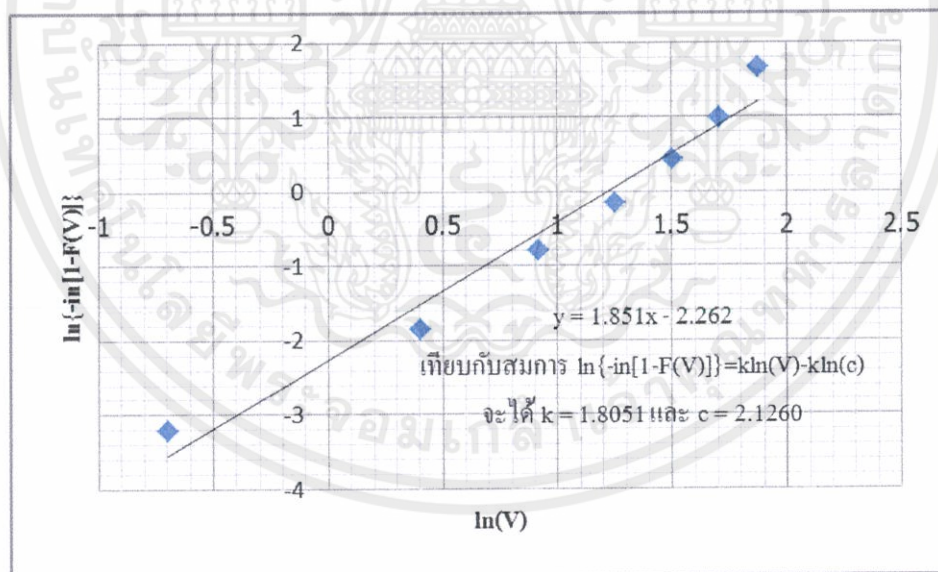 2
1
0
-1 -0.5 0 0.5 1 1.5 2 2.5
-1
-2
-3
-4
ln{-in[1-F(V)]}
y = 1.851x - 2.262
เทียบกับสมการ ln{-in[1-F(V)]}=kln(V)-kln(c)
จะได้ k = 1.8051 และ c = 2.1260
ln(V)